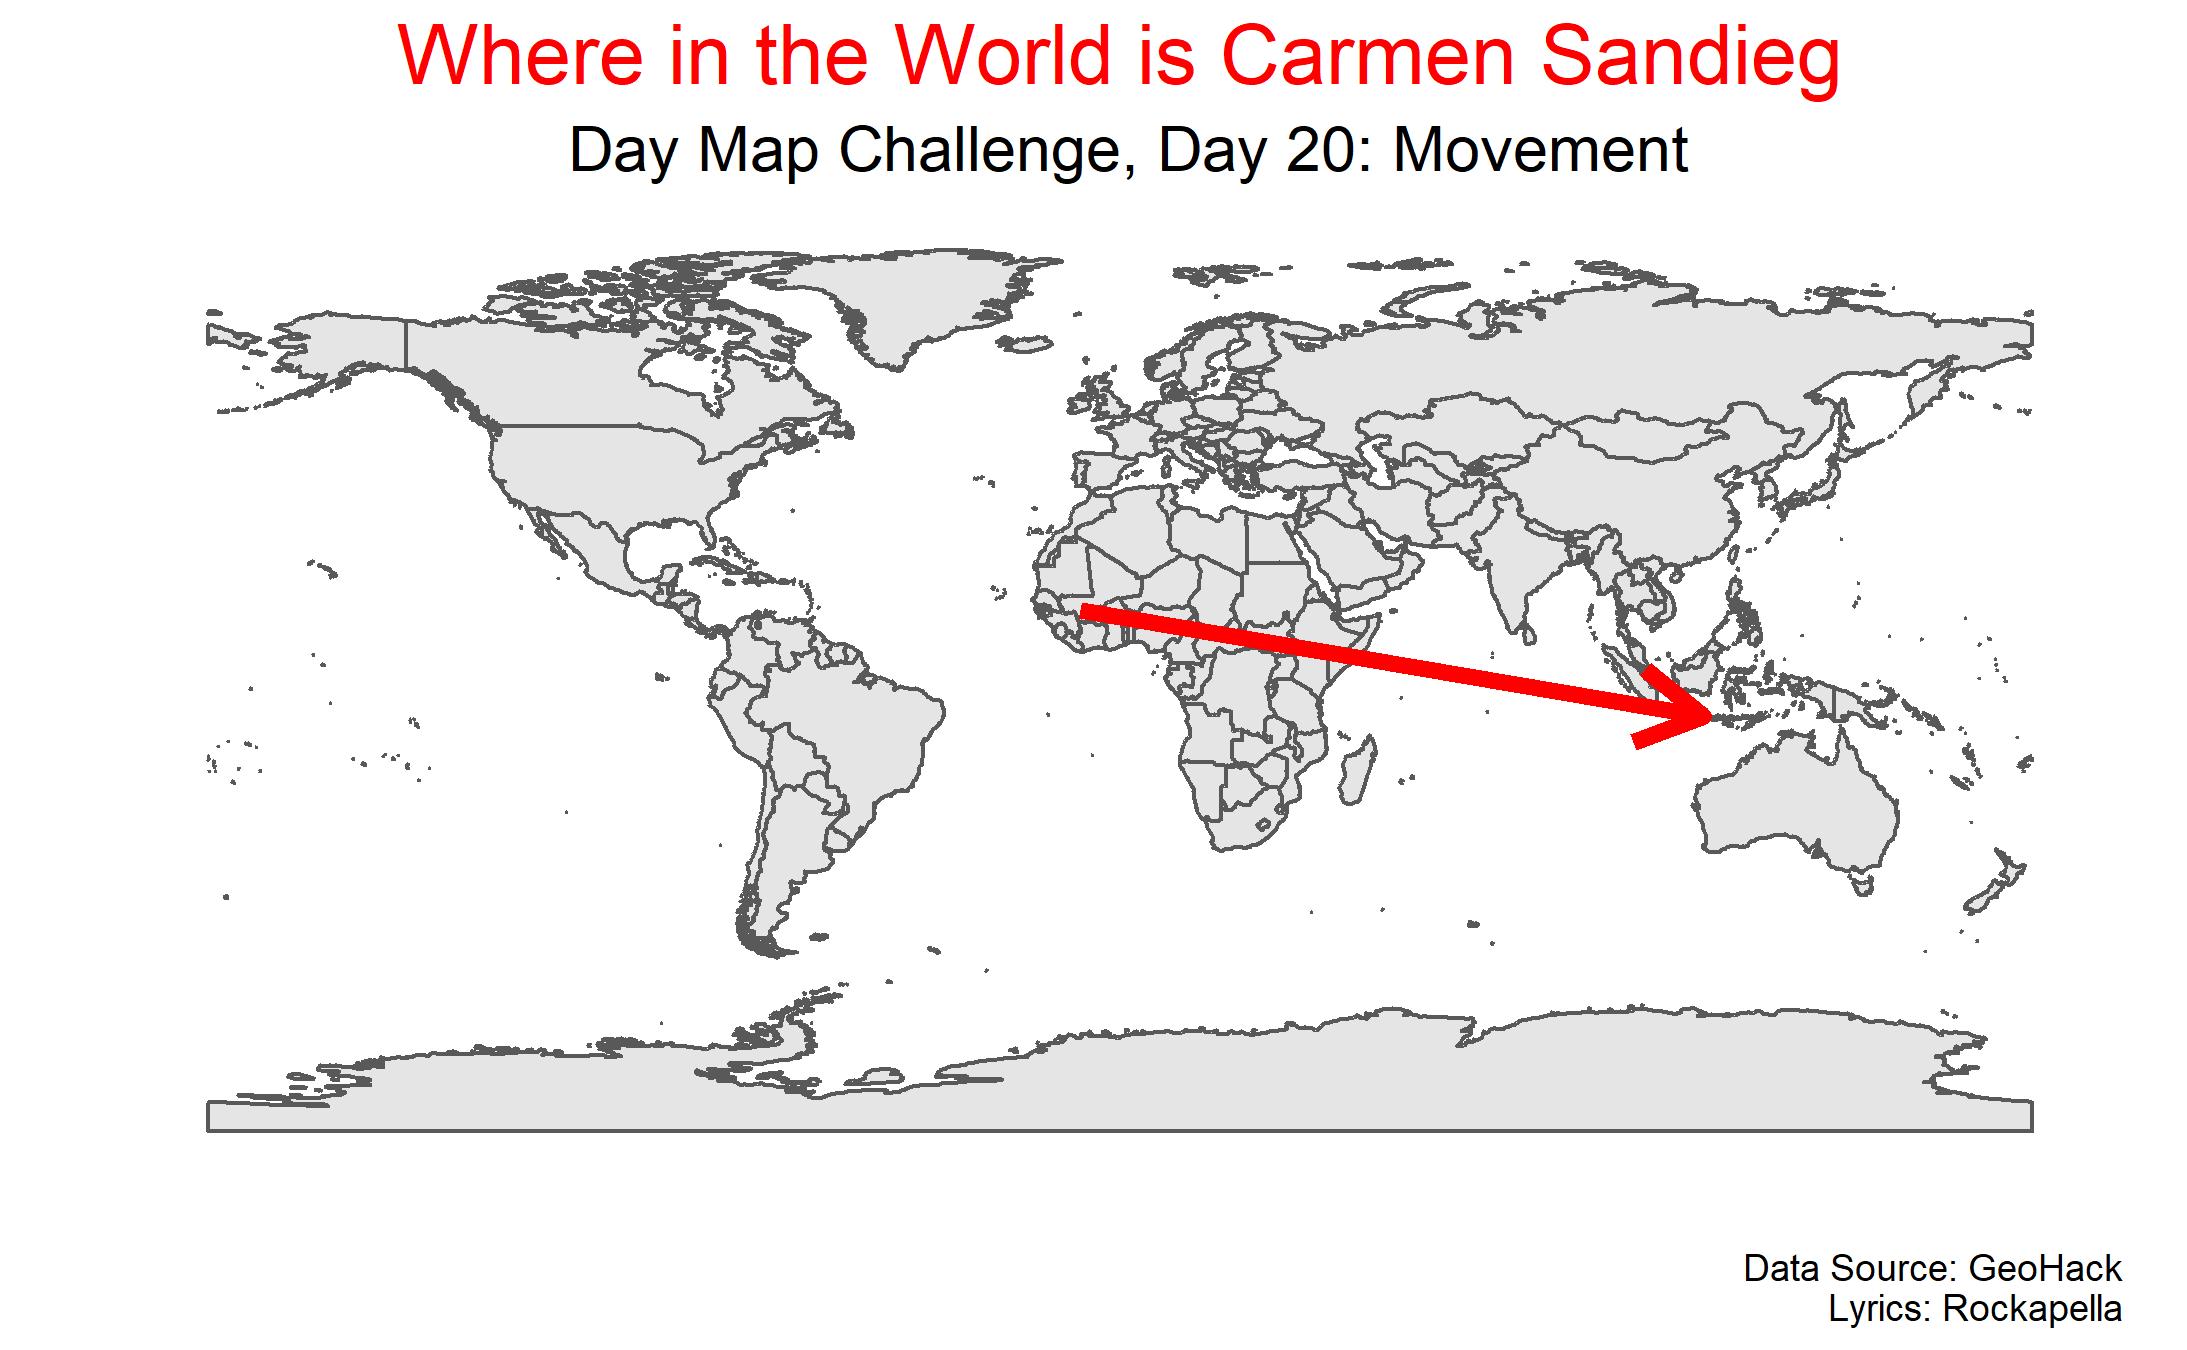 Where in the World is Carmen Sandieg
Day Map Challenge, Day 20: Movement
Data Source: GeoHack
Lyrics: Rockapella